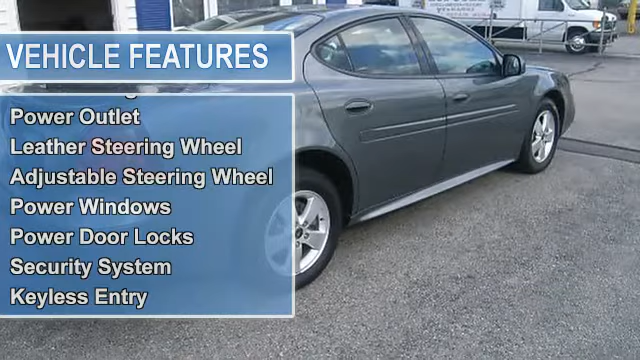 VEHICLE FEATURES
Power Outlet
Leather Steering Wheel
Adjustable Steering Wheel
Power Windows
Power Door Locks
Security System
Keyless Entry